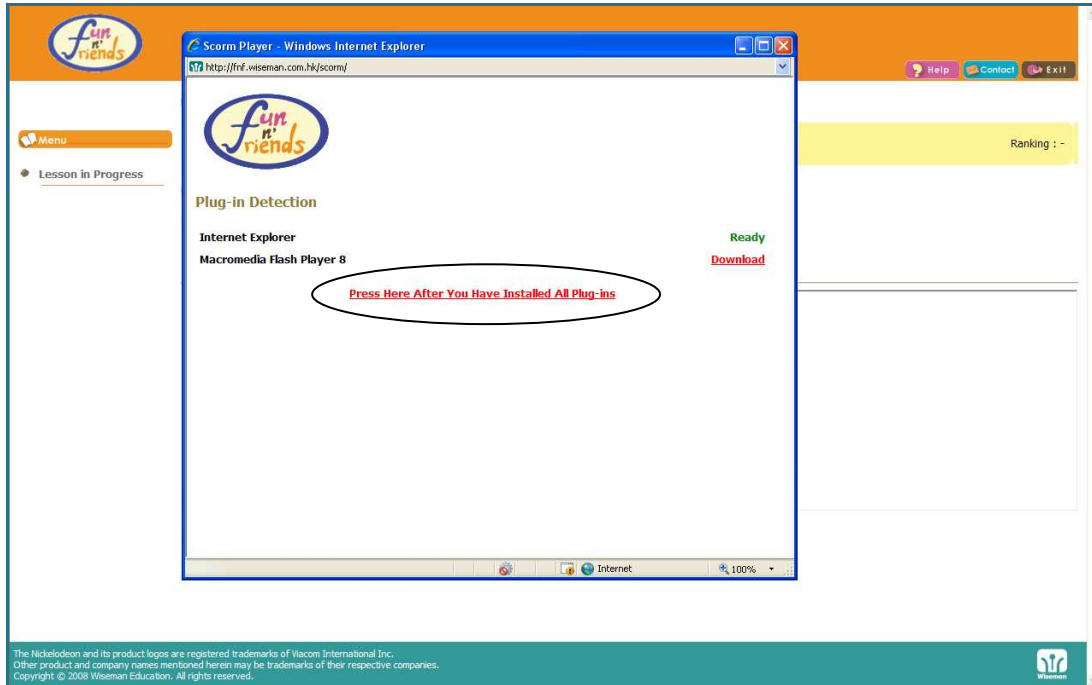 fun
n'
friends
Scorm Player - Windows Internet Explorer
http://fnf.wiseman.com.hk/scorm/
Help
Contact
Exit
fun
n'
friends
Menu
Ranking : -
Lesson in Progress
Plug-in Detection
Internet Explorer Ready
Macromedia Flash Player 8 Download
Press Here After You Have Installed All Plug-ins
Internet 100%
The Nickelodeon and its product logos are registered trademarks of Viacom International Inc.
Other product and company names mentioned herein may be trademarks of their respective companies.
Copyright © 2008 Wiseman Education. All rights reserved.
Wiseman